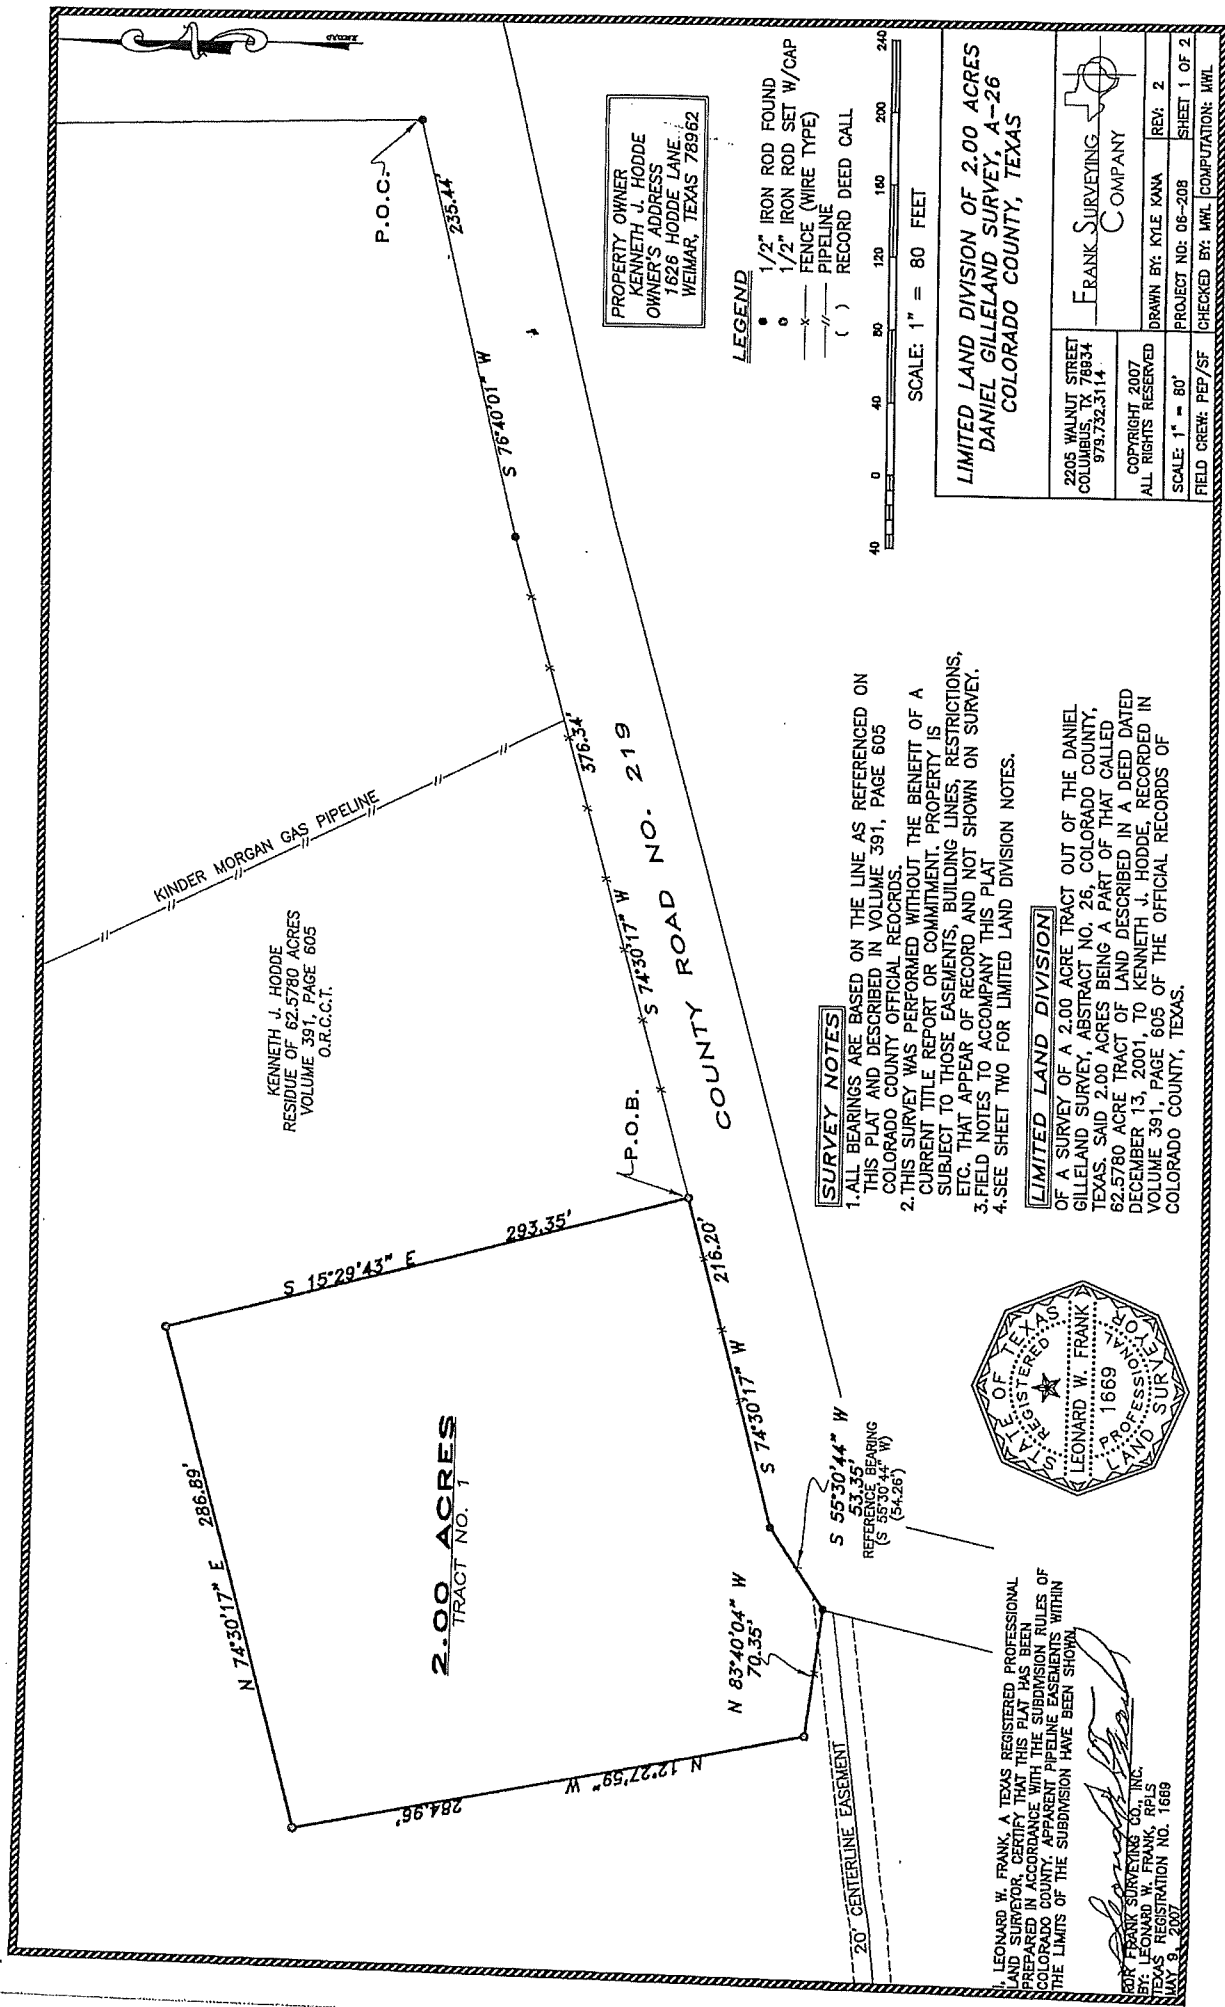 P.O.C.
235.44'
S 76°40'01" W
KINDER MORGAN GAS PIPELINE
376.34'
S 74°30'17" W
COUNTY ROAD NO. 219
KENNETH J. HODDE
RESIDUE OF 62.5780 ACRES
VOLUME 391, PAGE 605
O.R.C.C.T.
P.O.B.
S 15°29'43" E
293.35'
216.20'
S 74°30'17" W
N 74°30'17" E
286.89'
2.00 ACRES
TRACT NO. 1
S 55°30'44" W
53.35'
REFERENCE BEARING
(S 55°30'44" W)
(54.26')
N 83°40'04" W
70.35'
N 12°27'59" W
284.96'
20' CENTERLINE EASEMENT
PROPERTY OWNER
KENNETH J. HODDE
OWNER'S ADDRESS
1626 HODDE LANE
WEIMAR, TEXAS 78962
LEGEND
1/2" IRON ROD FOUND
1/2" IRON ROD SET W/CAP
FENCE (WIRE TYPE)
PIPELINE
( ) RECORD DEED CALL
40 0 40 80 120 160 200 240
SCALE: 1" = 80 FEET
SURVEY NOTES
1. ALL BEARINGS ARE BASED ON THE LINE AS REFERENCED ON
THIS PLAT AND DESCRIBED IN VOLUME 391, PAGE 605
COLORADO COUNTY OFFICIAL REOCRDS.
2. THIS SURVEY WAS PERFORMED WITHOUT THE BENEFIT OF A
CURRENT TITLE REPORT OR COMMITMENT. PROPERTY IS
SUBJECT TO THOSE EASEMENTS, BUILDING LINES, RESTRICTIONS,
ETC. THAT APPEAR OF RECORD AND NOT SHOWN ON SURVEY.
3. FIELD NOTES TO ACCOMPANY THIS PLAT
4. SEE SHEET TWO FOR LIMITED LAND DIVISION NOTES.
LIMITED LAND DIVISION
OF A SURVEY OF A 2.00 ACRE TRACT OUT OF THE DANIEL
GILLELAND SURVEY, ABSTRACT NO. 26, COLORADO COUNTY,
TEXAS. SAID 2.00 ACRES BEING A PART OF THAT CALLED
62.5780 ACRE TRACT OF LAND DESCRIBED IN A DEED DATED
DECEMBER 13, 2001, TO KENNETH J. HODDE, RECORDED IN
VOLUME 391, PAGE 605 OF THE OFFICIAL RECORDS OF
COLORADO COUNTY, TEXAS.
STATE OF TEXAS
REGISTERED
LEONARD W. FRANK
1669
PROFESSIONAL
LAND SURVEYOR
I, LEONARD W. FRANK, A TEXAS REGISTERED PROFESSIONAL
LAND SURVEYOR, CERTIFY THAT THIS PLAT HAS BEEN
PREPARED IN ACCORDANCE WITH THE SUBDIVISION RULES OF
COLORADO COUNTY. APPARENT PIPELINE EASEMENTS WITHIN
THE LIMITS OF THE SUBDIVISION HAVE BEEN SHOWN
FOR FRANK SURVEYING CO., INC.
BY: LEONARD W. FRANK, RPLS
TEXAS REGISTRATION NO. 1669
MAY 9, 2007
LIMITED LAND DIVISION OF 2.00 ACRES
DANIEL GILLELAND SURVEY, A-26
COLORADO COUNTY, TEXAS
2205 WALNUT STREET
COLUMBUS, TX 78934
979.732.3114
FRANK SURVEYING
COMPANY
COPYRIGHT 2007
ALL RIGHTS RESERVED
DRAWN BY: KYLE KANA
REV: 2
SCALE: 1" = 80'
PROJECT NO: 06-208
SHEET 1 OF 2
FIELD CREW: PEP/SF
CHECKED BY: MWL
COMPUTATION: MWL